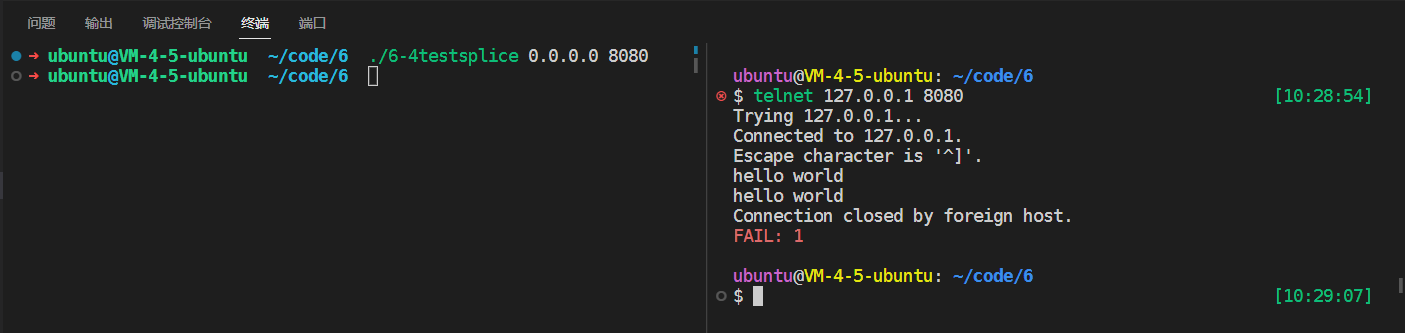 问题 输出 调试控制台 终端 端口
➜ ubuntu@VM-4-5-ubuntu ~/code/6 ./6-4testsplice 0.0.0.0 8080
➜ ubuntu@VM-4-5-ubuntu ~/code/6
ubuntu@VM-4-5-ubuntu: ~/code/6
$ telnet 127.0.0.1 8080 [10:28:54]
Trying 127.0.0.1...
Connected to 127.0.0.1.
Escape character is '^]'.
hello world
hello world
Connection closed by foreign host.
FAIL: 1
ubuntu@VM-4-5-ubuntu: ~/code/6
$ [10:29:07]